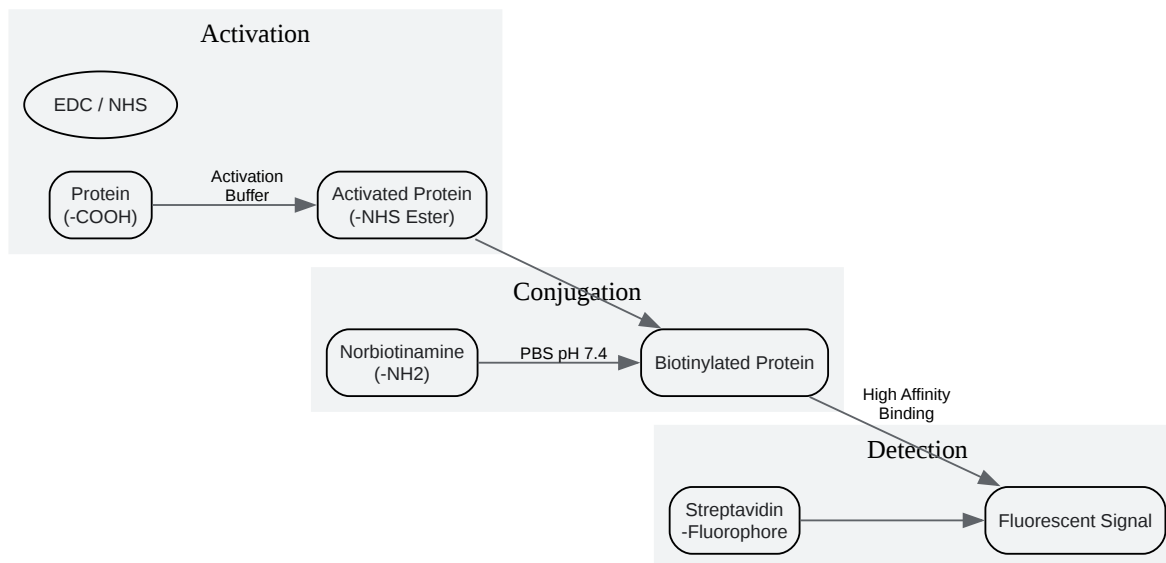 Activation
EDC / NHS
Protein
(-COOH)
Activation
Buffer
Activated Protein
(-NHS Ester)
Conjugation
Norbiotinamine
(-NH2)
PBS pH 7.4
Biotinylated Protein
High Affinity
Binding
Detection
Streptavidin
-Fluorophore
Fluorescent Signal